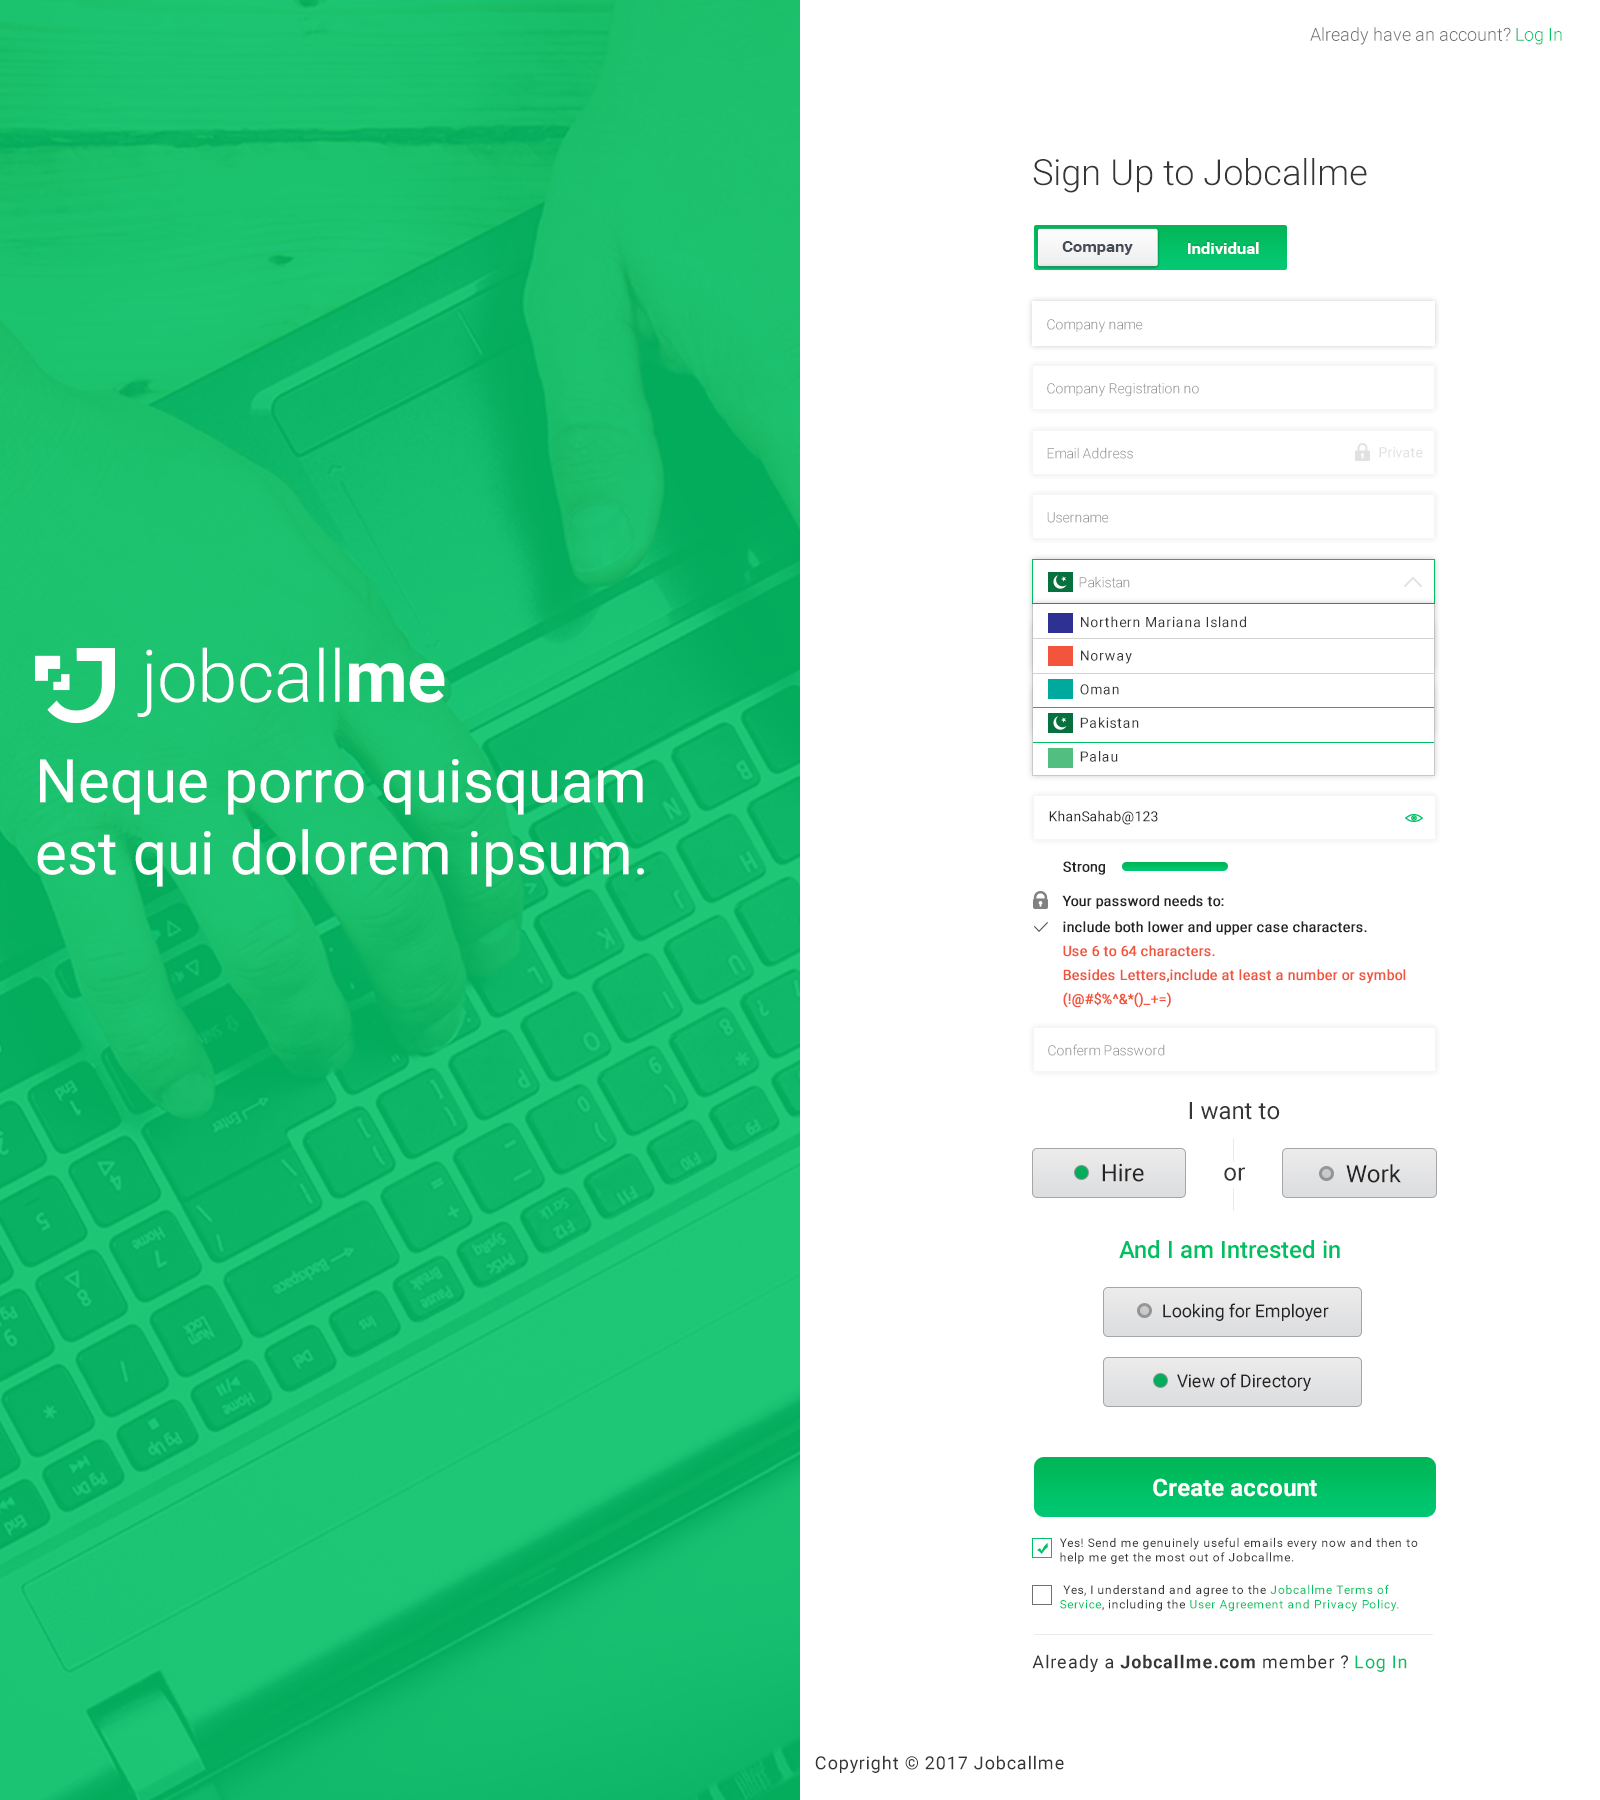 Already have an account? Log In
Sign Up to Jobcallme
Company
Individual
Company name
Company Registration no
Email Address
Private
Username
Pakistan
Northern Mariana Island
Norway
Oman
Pakistan
Palau
jobcallme
Neque porro quisquam
est qui dolorem ipsum.
KhanSahab@123
Strong
Your password needs to:
include both lower and upper case characters.
Use 6 to 64 characters.
Besides Letters,include at least a number or symbol
(!@#$%^&*()_+=)
Conferm Password
I want to
Hire
or
Work
And I am Intrested in
Looking for Employer
View of Directory
Create account
Yes! Send me genuinely useful emails every now and then to
help me get the most out of Jobcallme.
Yes, I understand and agree to the Jobcallme Terms of
Service, including the User Agreement and Privacy Policy.
Already a Jobcallme.com member ? Log In
Copyright © 2017 Jobcallme